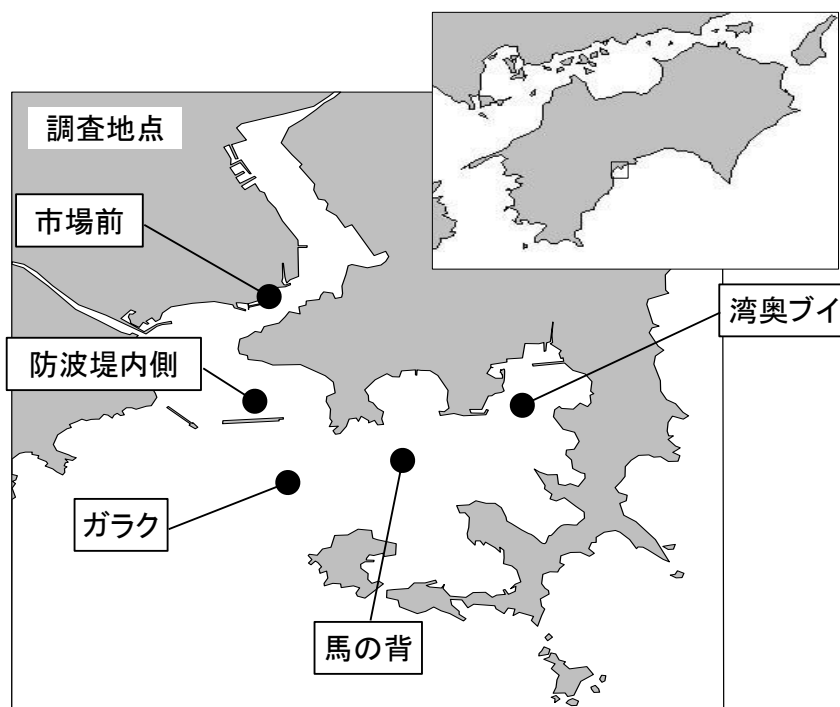 調査地点
市場前
湾奥ブイ
防波堤内側
ガラク
馬の背